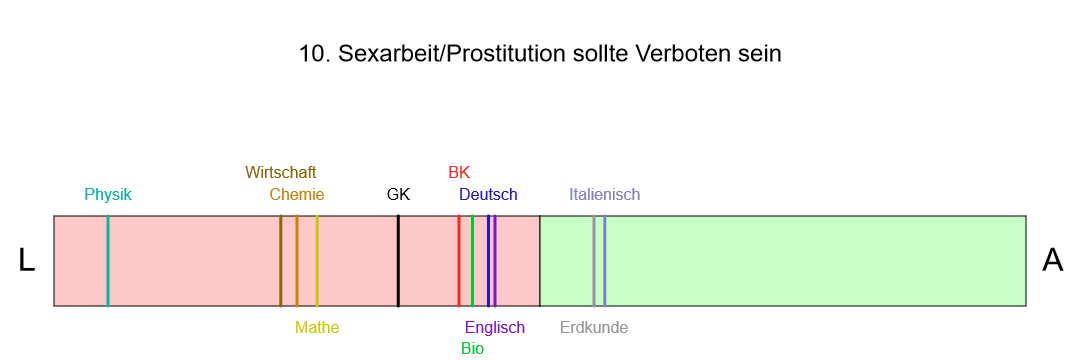 10. Sexarbeit/Prostitution sollte Verboten sein
Wirtschaft BK
Physik Chemie GK Deutsch Italienisch
L A
Mathe Englisch Erdkunde
Bio